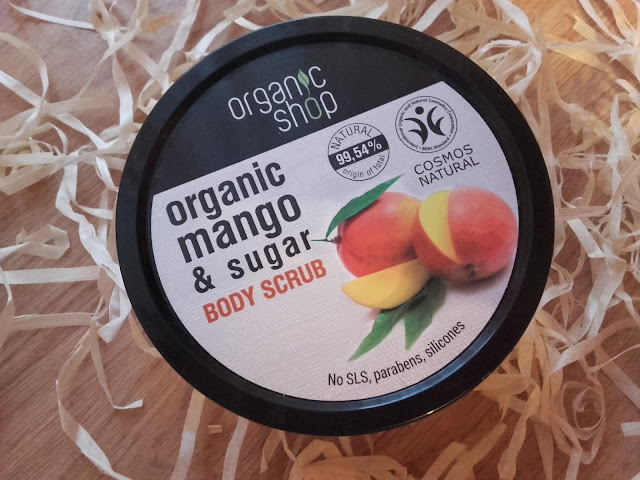 organic
shop
NATURAL
99,54%
origin of total
COSMOS
NATURAL
organic
mango
& sugar
BODY SCRUB
No SLS, parabens, silicones